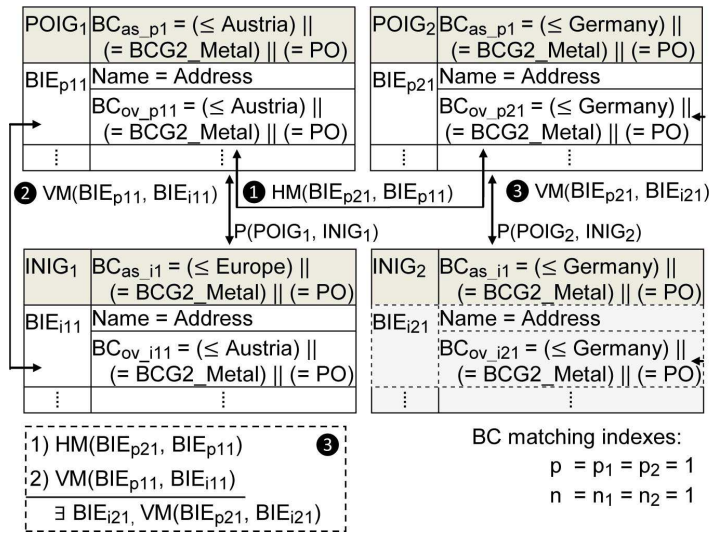 POIG1 BCas_p1 = (≤ Austria) ||
(= BCG2_Metal) || (= PO)
BIEp11 Name = Address
BCov_p11 = (≤ Austria) ||
(= BCG2_Metal) || (= PO)
⋮ ⋮
POIG2 BCas_p1 = (≤ Germany) ||
(= BCG2_Metal) || (= PO)
BIEp21 Name = Address
BCov_p21 = (≤ Germany) ||
(= BCG2_Metal) || (= PO)
⋮ ⋮
❷ VM(BIEp11, BIEi11)
❶ HM(BIEp21, BIEp11)
❸ VM(BIEp21, BIEi21)
P(POIG1, INIG1)
P(POIG2, INIG2)
INIG1 BCas_i1 = (≤ Europe) ||
(= BCG2_Metal) || (= PO)
BIEi11 Name = Address
BCov_i11 = (≤ Austria) ||
(= BCG2_Metal) || (= PO)
⋮ ⋮
INIG2 BCas_i1 = (≤ Germany) ||
(= BCG2_Metal) || (= PO)
BIEi21 Name = Address
BCov_i21 = (≤ Germany) ||
(= BCG2_Metal) || (= PO)
⋮ ⋮
1) HM(BIEp21, BIEp11) ❸
2) VM(BIEp11, BIEi11)
∃ BIEi21, VM(BIEp21, BIEi21)
BC matching indexes:
p = p1 = p2 = 1
n = n1 = n2 = 1